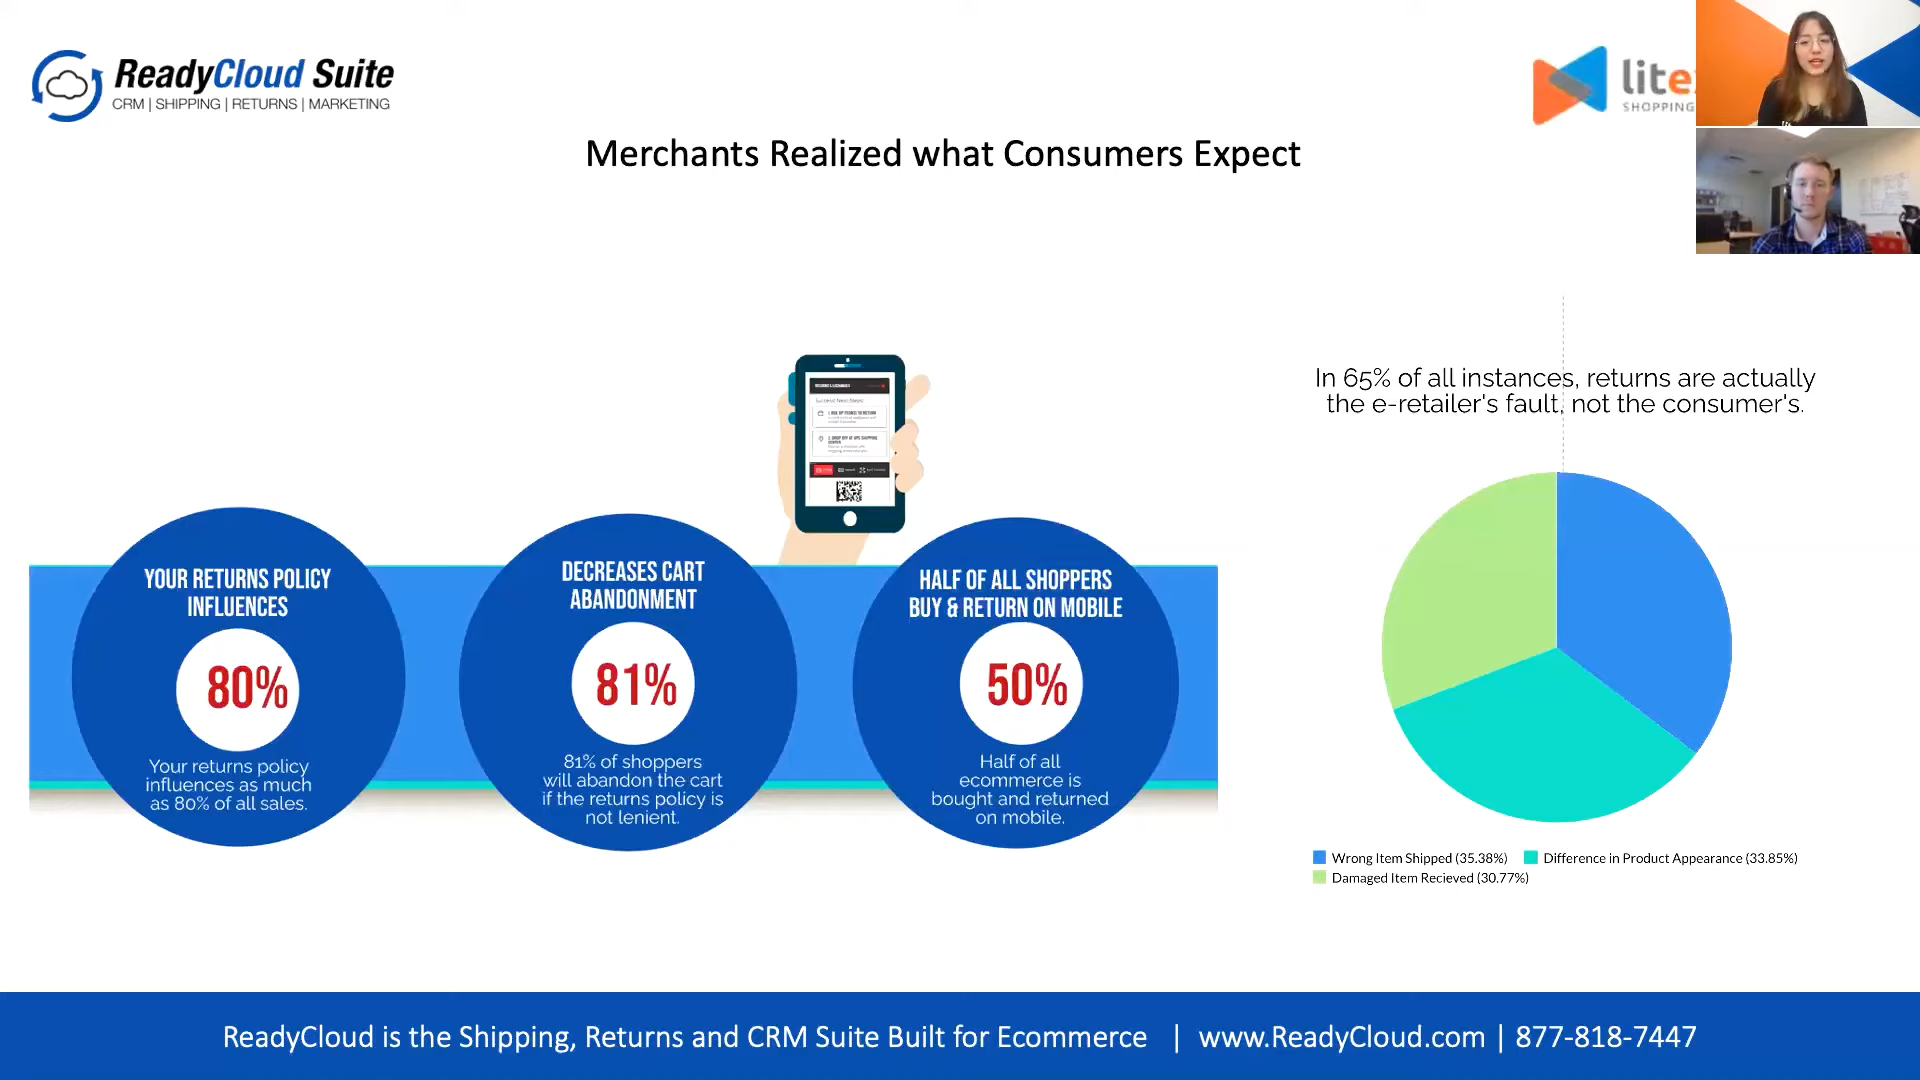 ReadyCloud Suite
CRM | SHIPPING | RETURNS | MARKETING
SHOPPING
Merchants Realized what Consumers Expect
RETURNS & EXCHANGES
YOUR RETURNS POLICY
INFLUENCES
80%
Your returns policy
influences as much
as 80% of all sales.
DECREASES CART
ABANDONMENT
81%
81% of shoppers
will abandon the cart
if the returns policy is
not lenient.
HALF OF ALL SHOPPERS
BUY & RETURN ON MOBILE
50%
Half of all
ecommerce is
bought and returned
on mobile.
In 65% of all instances, returns are actually
the e-retailer's fault, not the consumer's.
Wrong Item Shipped (35.38%) Difference in Product Appearance (33.85%)
Damaged Item Recieved (30.77%)
ReadyCloud is the Shipping, Returns and CRM Suite Built for Ecommerce | www.ReadyCloud.com | 877-818-7447